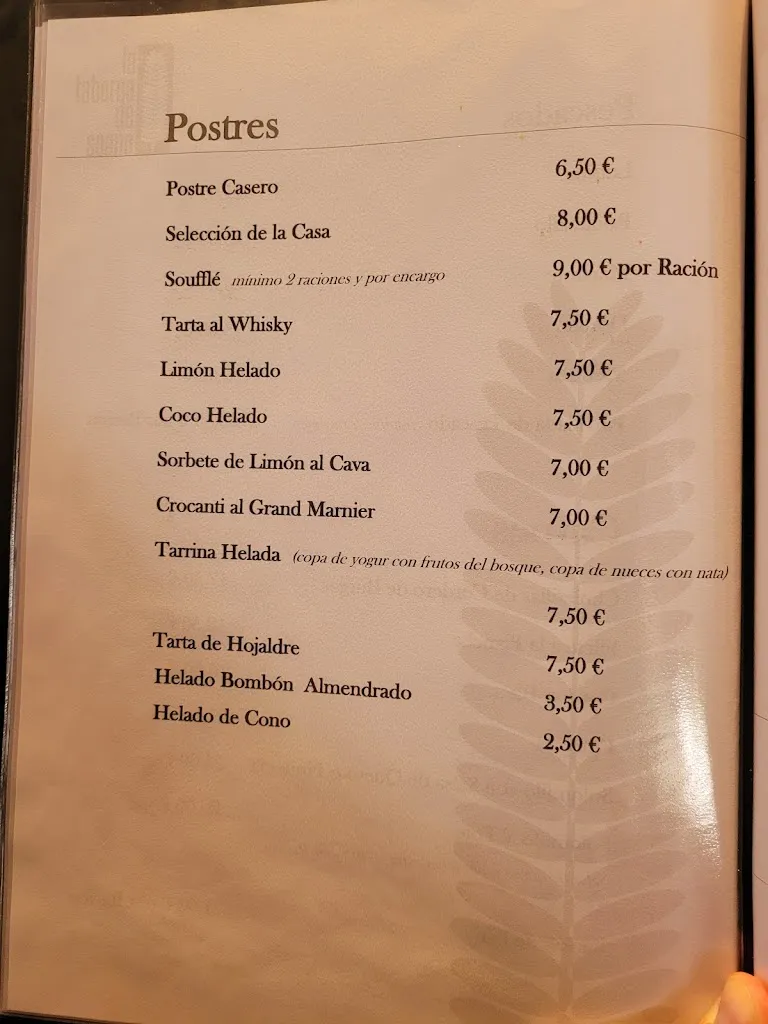 Postres
Postre Casero 6,50 €
Selección de la Casa 8,00 €
Soufflé mínimo 2 raciones y por encargo 9,00 € por Ración
Tarta al Whisky 7,50 €
Limón Helado 7,50 €
Coco Helado 7,50 €
Sorbete de Limón al Cava 7,00 €
Crocanti al Grand Marnier 7,00 €
Tarrina Helada (copa de yogur con frutos del bosque, copa de nueces con nata)
7,50 €
Tarta de Hojaldre 7,50 €
Helado Bombón Almendrado 3,50 €
Helado de Cono 2,50 €